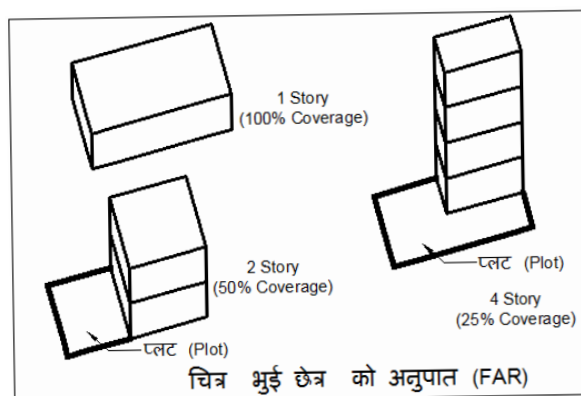 1 Story
(100% Coverage)
2 Story
(50% Coverage)
प्लट (Plot)
प्लट (Plot)
4 Story
(25% Coverage)
चित्र भुई छेत्र को अनुपात (FAR)